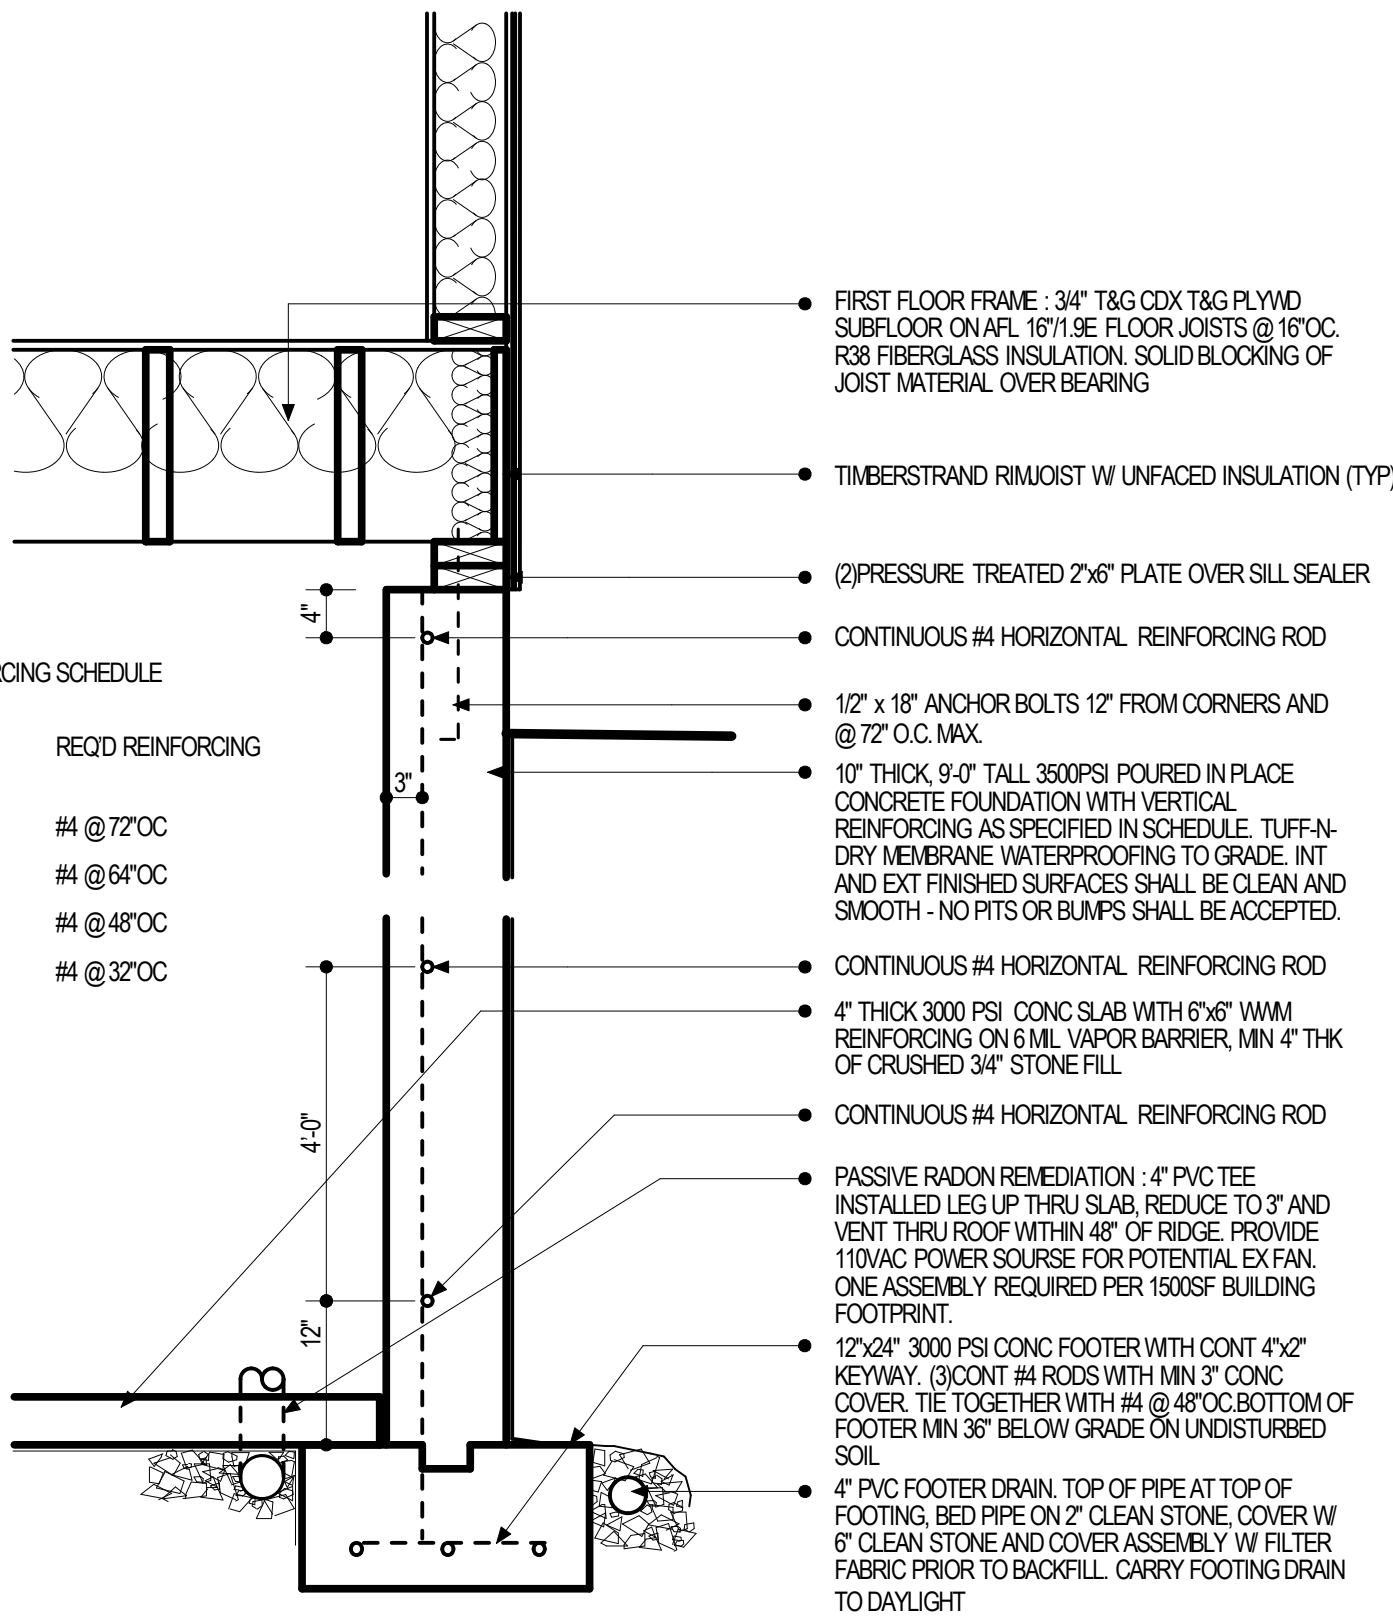 FIRST FLOOR FRAME : 3/4" T&G CDX T&G PLYWD
SUBFLOOR ON AFL 16"/1.9E FLOOR JOISTS @ 16"OC.
R38 FIBERGLASS INSULATION. SOLID BLOCKING OF
JOIST MATERIAL OVER BEARING
TIMBERSTRAND RIMJOIST W/ UNFACED INSULATION (TYP)
(2)PRESSURE TREATED 2"x6" PLATE OVER SILL SEALER
4"
CONTINUOUS #4 HORIZONTAL REINFORCING ROD
RCING SCHEDULE
1/2" x 18" ANCHOR BOLTS 12" FROM CORNERS AND
@ 72" O.C. MAX.
REQ'D REINFORCING
3"
10" THICK, 9'-0" TALL 3500PSI POURED IN PLACE
CONCRETE FOUNDATION WITH VERTICAL
REINFORCING AS SPECIFIED IN SCHEDULE. TUFF-N-
DRY MEMBRANE WATERPROOFING TO GRADE. INT
AND EXT FINISHED SURFACES SHALL BE CLEAN AND
SMOOTH - NO PITS OR BUMPS SHALL BE ACCEPTED.
#4 @ 72"OC
#4 @ 64"OC
#4 @ 48"OC
#4 @ 32"OC
CONTINUOUS #4 HORIZONTAL REINFORCING ROD
4" THICK 3000 PSI CONC SLAB WITH 6"x6" WWM
REINFORCING ON 6 MIL VAPOR BARRIER, MIN 4" THK
OF CRUSHED 3/4" STONE FILL
4'-0"
CONTINUOUS #4 HORIZONTAL REINFORCING ROD
PASSIVE RADON REMEDIATION : 4" PVC TEE
INSTALLED LEG UP THRU SLAB, REDUCE TO 3" AND
VENT THRU ROOF WITHIN 48" OF RIDGE. PROVIDE
110VAC POWER SOURSE FOR POTENTIAL EX FAN.
ONE ASSEMBLY REQUIRED PER 1500SF BUILDING
FOOTPRINT.
12"
12"x24" 3000 PSI CONC FOOTER WITH CONT 4"x2"
KEYWAY. (3)CONT #4 RODS WITH MIN 3" CONC
COVER. TIE TOGETHER WITH #4 @ 48"OC.BOTTOM OF
FOOTER MIN 36" BELOW GRADE ON UNDISTURBED
SOIL
4" PVC FOOTER DRAIN. TOP OF PIPE AT TOP OF
FOOTING, BED PIPE ON 2" CLEAN STONE, COVER W/
6" CLEAN STONE AND COVER ASSEMBLY W/ FILTER
FABRIC PRIOR TO BACKFILL. CARRY FOOTING DRAIN
TO DAYLIGHT